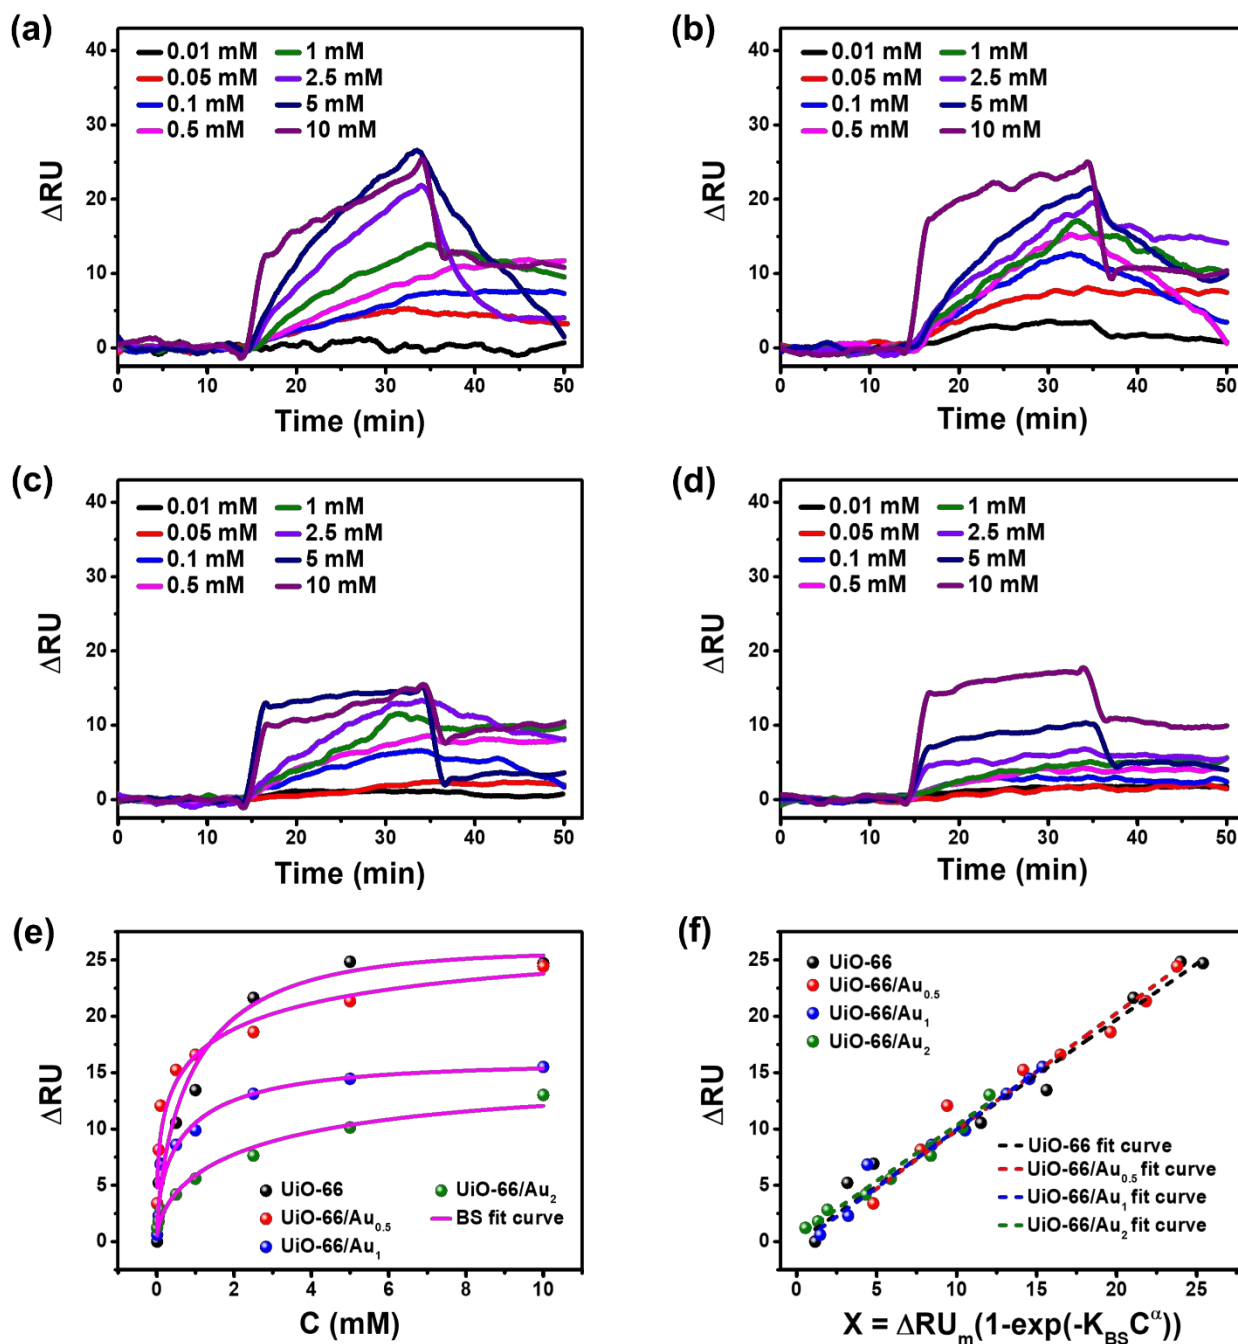 (a)
40
30
20
10
0
ΔRU
0.01 mM
0.05 mM
0.1 mM
0.5 mM
1 mM
2.5 mM
5 mM
10 mM
0 10 20 30 40 50
Time (min)
(b)
40
30
20
10
0
ΔRU
0.01 mM
0.05 mM
0.1 mM
0.5 mM
1 mM
2.5 mM
5 mM
10 mM
0 10 20 30 40 50
Time (min)
(c)
40
30
20
10
0
ΔRU
0.01 mM
0.05 mM
0.1 mM
0.5 mM
1 mM
2.5 mM
5 mM
10 mM
0 10 20 30 40 50
Time (min)
(d)
40
30
20
10
0
ΔRU
0.01 mM
0.05 mM
0.1 mM
0.5 mM
1 mM
2.5 mM
5 mM
10 mM
0 10 20 30 40 50
Time (min)
(e)
25
20
15
10
5
0
ΔRU
UiO-66
UiO-66/Au₀.₅
UiO-66/Au₁
UiO-66/Au₂
BS fit curve
0 2 4 6 8 10
C (mM)
(f)
25
20
15
10
5
0
ΔRU
UiO-66
UiO-66/Au₀.₅
UiO-66/Au₁
UiO-66/Au₂
UiO-66 fit curve
UiO-66/Au₀.₅ fit curve
UiO-66/Au₁ fit curve
UiO-66/Au₂ fit curve
0 5 10 15 20 25
X = ΔRUₘ(1-exp(-K_BS C^α))